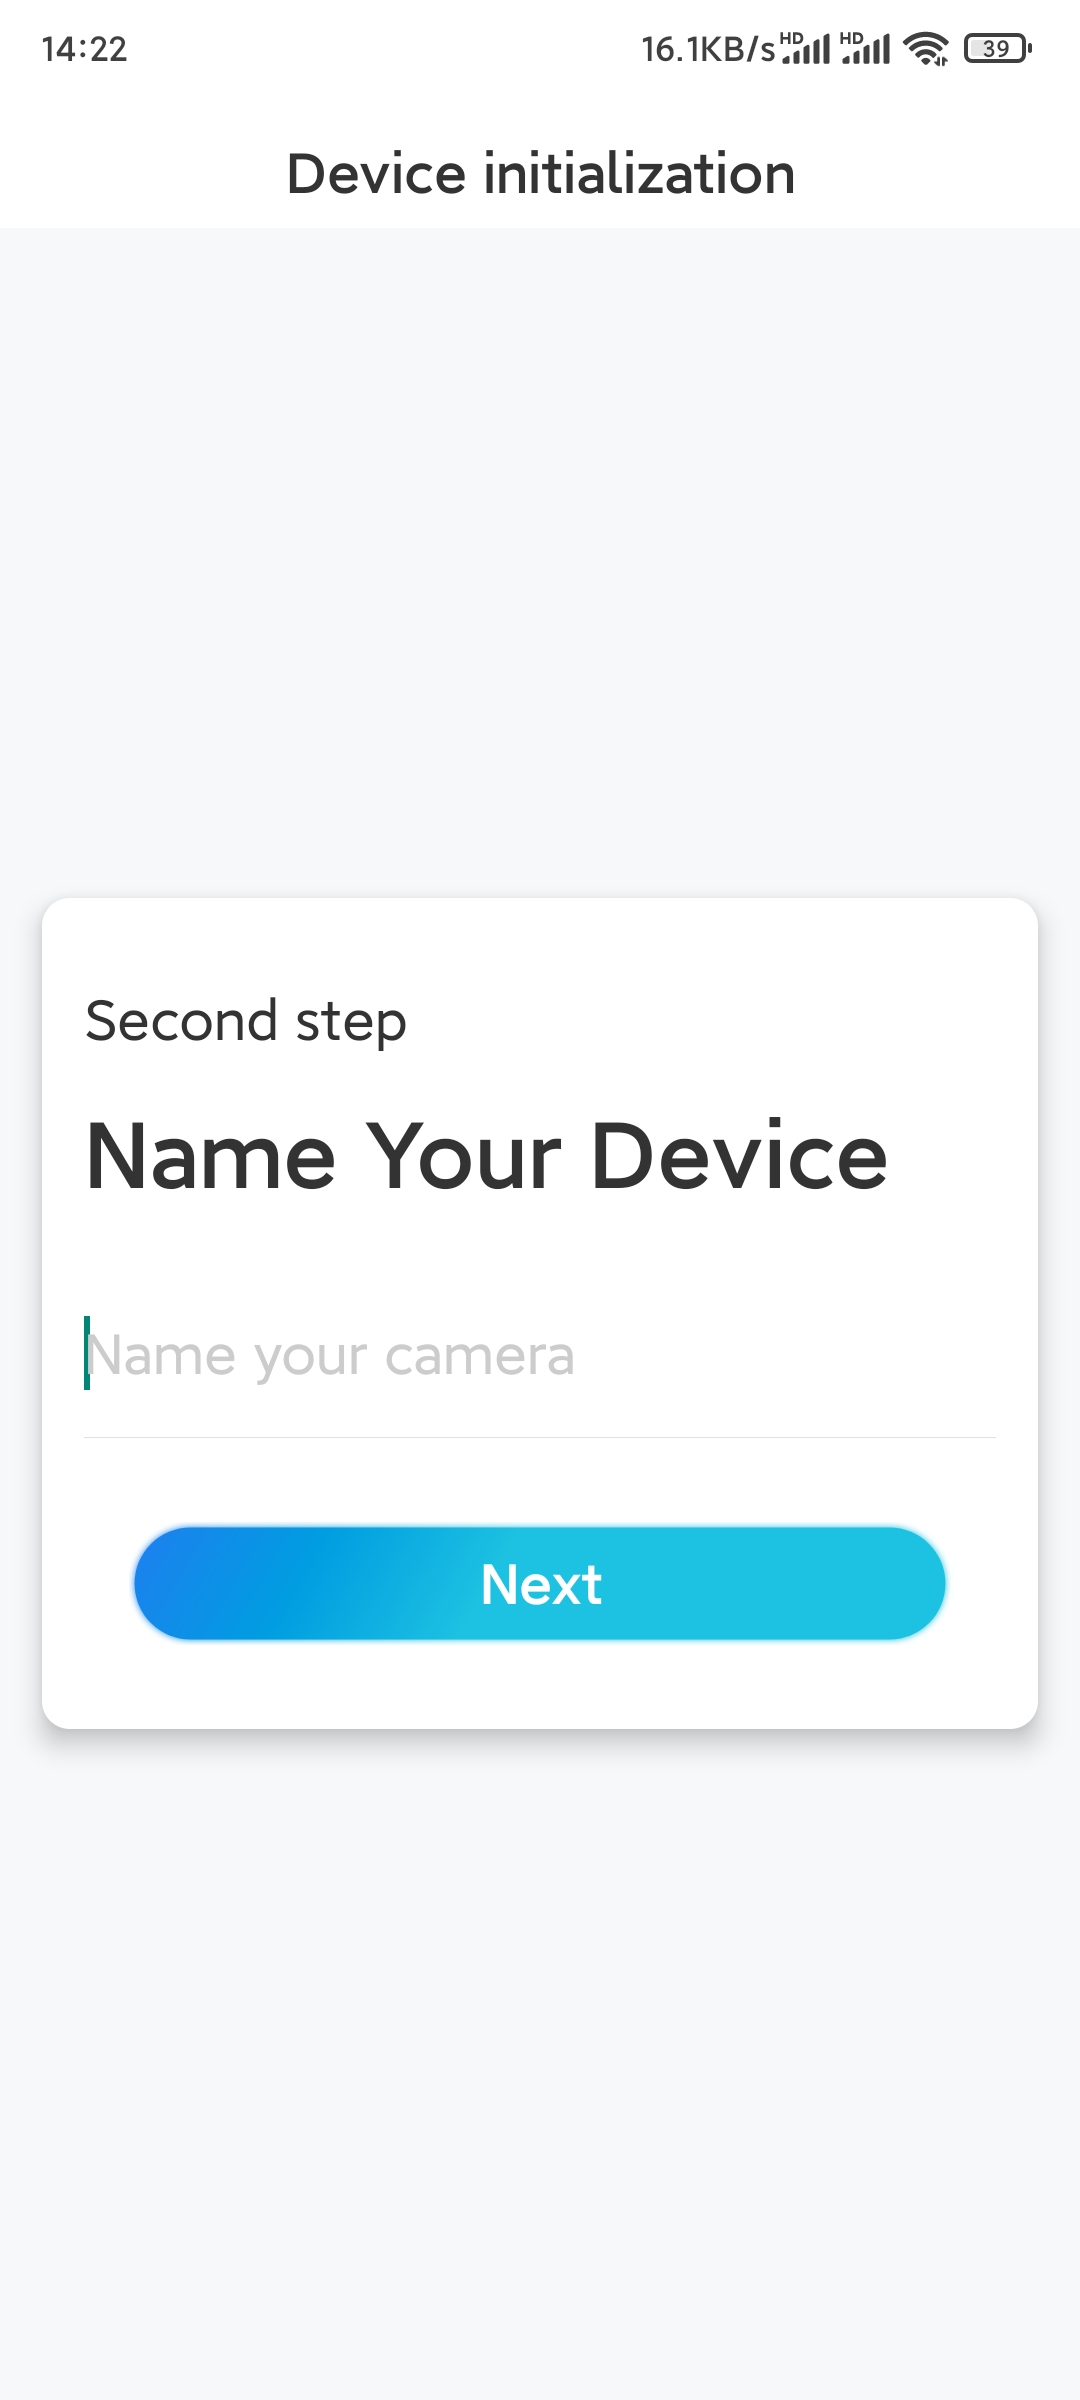 14:22 16.1KB/s HD HD 39
Device initialization
Second step
Name Your Device
Name your camera
Next